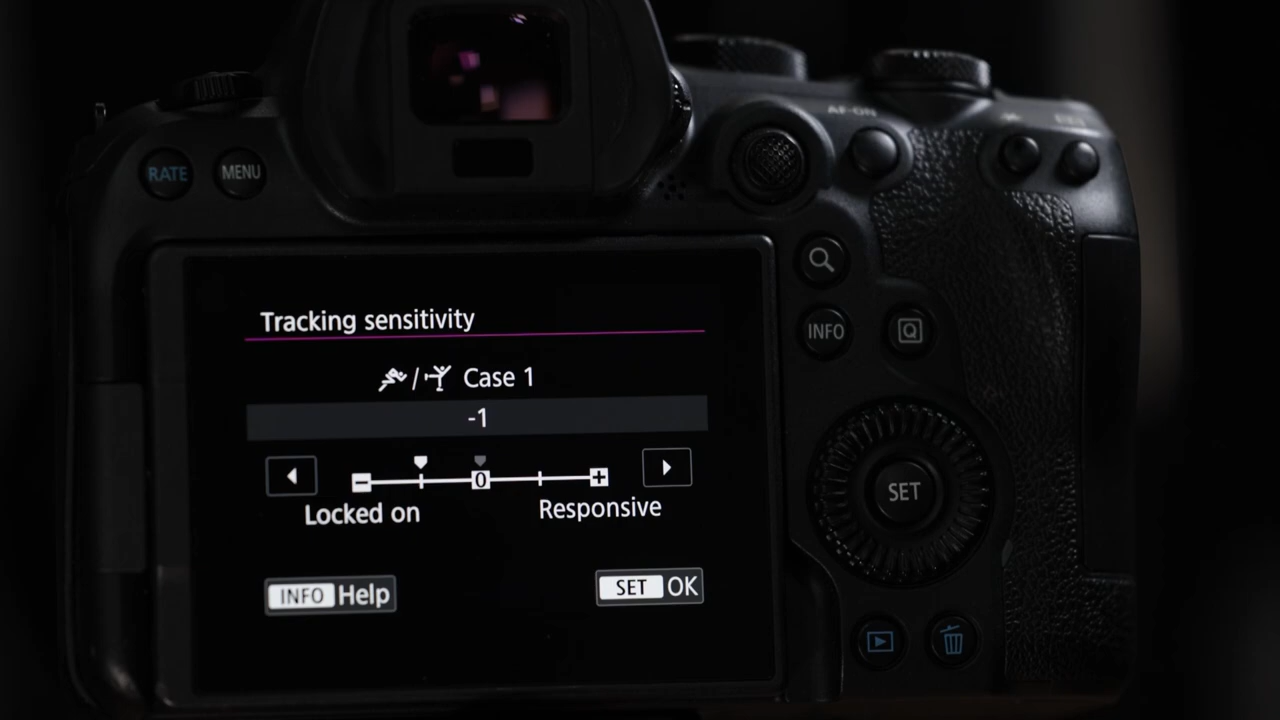 AF-ON
RATE
MENU
INFO
Q
Tracking sensitivity
/ Case 1
-1
− 0 +
Locked on
Responsive
SET
INFO Help
SET OK